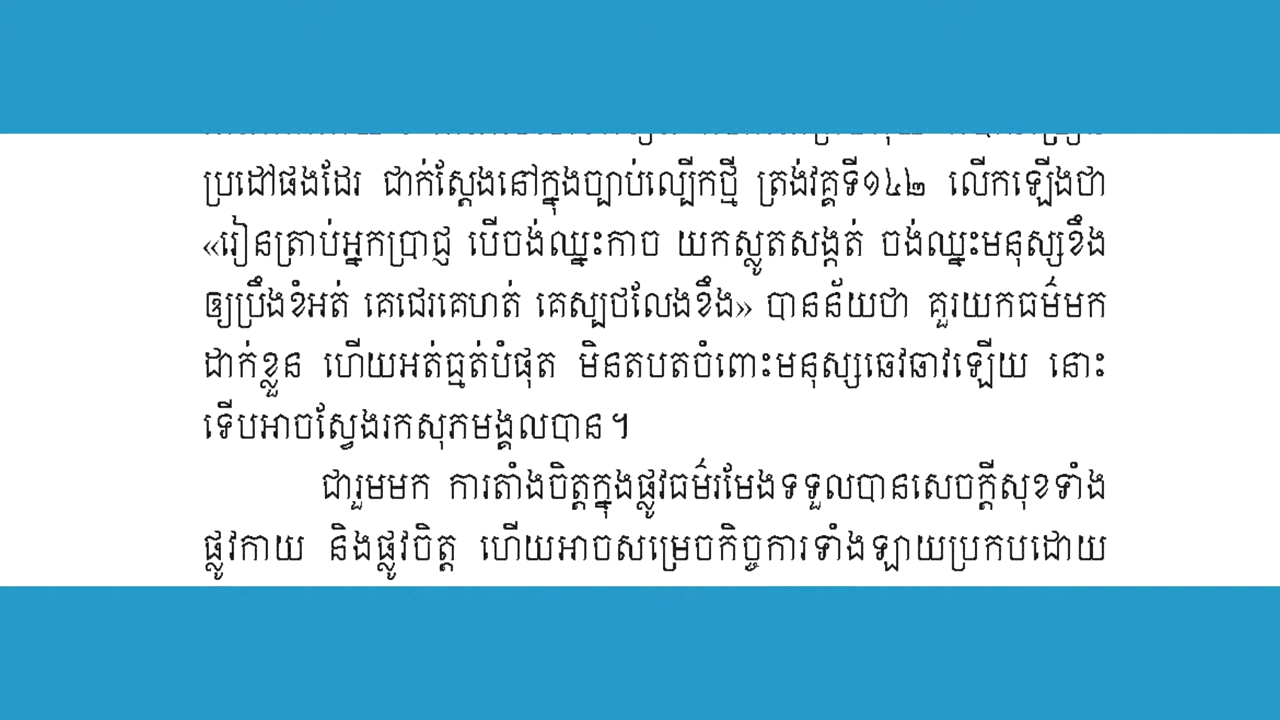 ប្រដៅផងដែរ ជាក់ស្តែងនៅក្នុងច្បាប់ល្បើកថ្មី ត្រង់វគ្គទី១៤២ លើកឡើងថា
«រៀនត្រាប់អ្នកប្រាជ្ញ បើចង់ឈ្នះកាច យកស្លូតសង្កត់ ចង់ឈ្នះមនុស្សខឹង
ឲ្យប្រឹងខំអត់ គេជេរគេហត់ គេស្បថលែងខឹង» បានន័យថា គួរយកធម៌មក
ដាក់ខ្លួន ហើយអត់ធ្មត់បំផុត មិនតបតចំពោះមនុស្សឆេវឆាវឡើយ នោះ
ទើបអាចស្វែងរកសុភមង្គលបាន។
ជារួមមក ការតាំងចិត្តក្នុងផ្លូវធម៌រមែងទទួលបានសេចក្តីសុខទាំង
ផ្លូវកាយ និងផ្លូវចិត្ត ហើយអាចសម្រេចកិច្ចការទាំងឡាយប្រកបដោយ